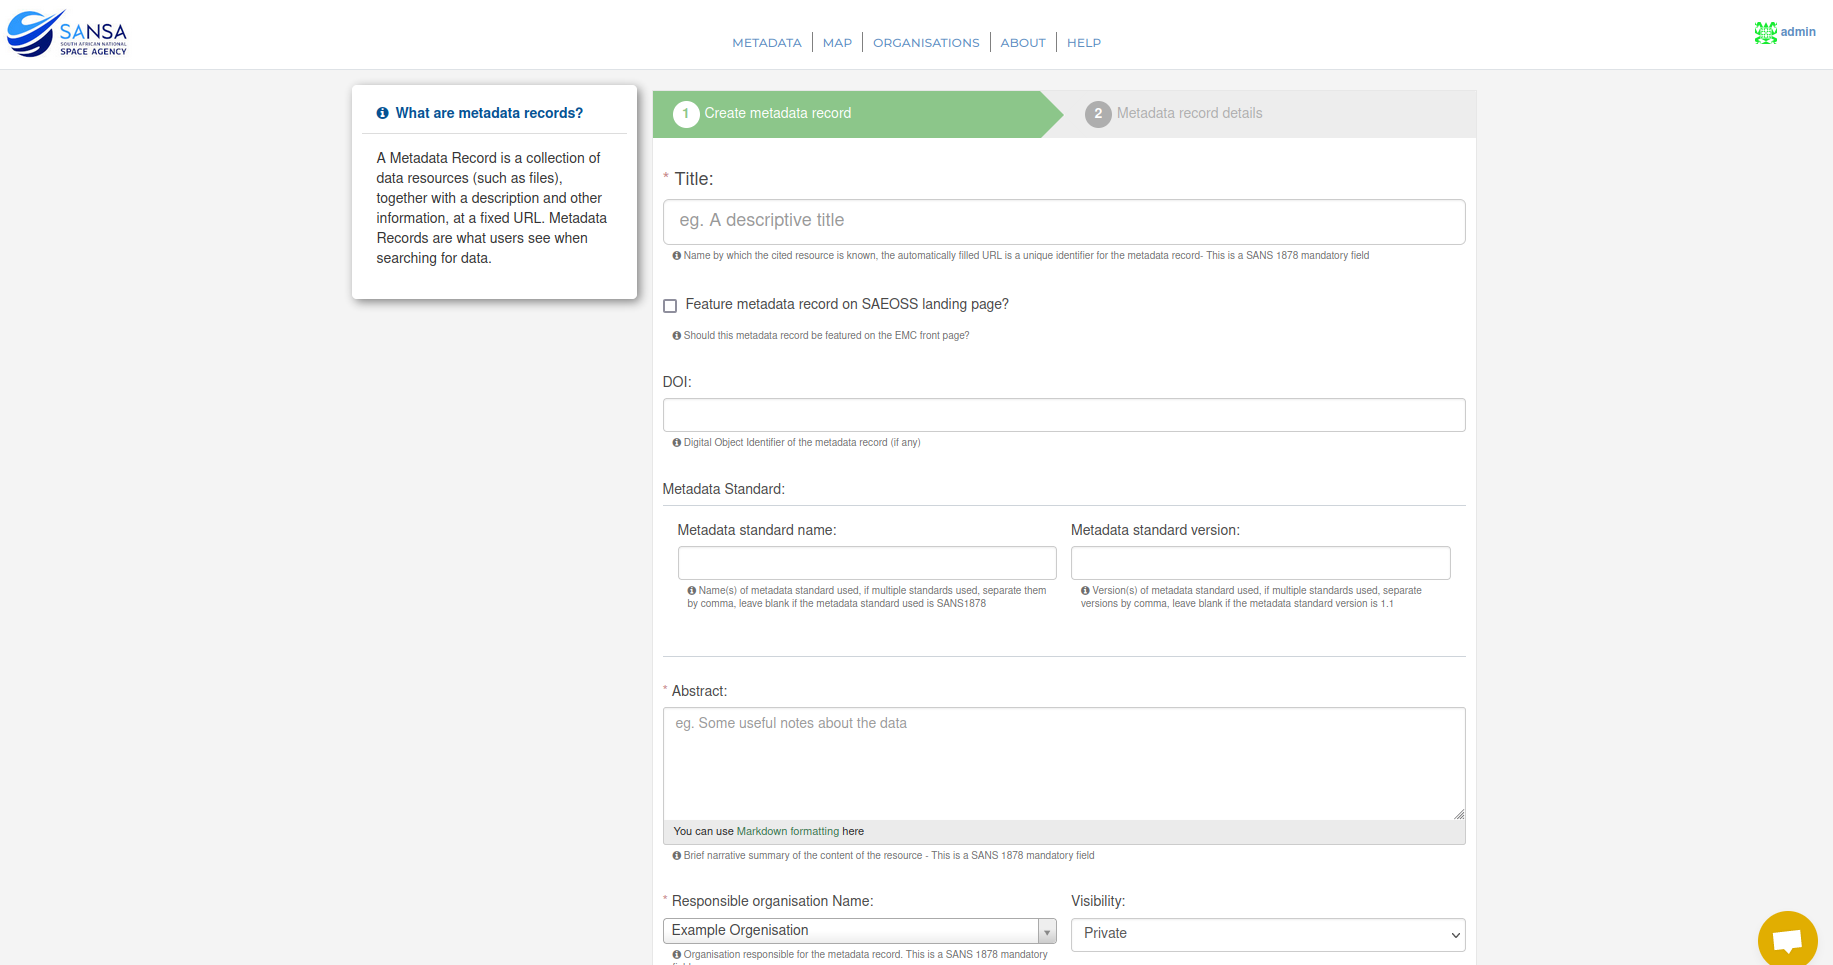 SANSA
SOUTH AFRICAN NATIONAL
SPACE AGENCY
METADATA
MAP
ORGANISATIONS
ABOUT
HELP
admin
What are metadata records?
A Metadata Record is a collection of
data resources (such as files),
together with a description and other
information, at a fixed URL. Metadata
Records are what users see when
searching for data.
1 Create metadata record
2 Metadata record details
* Title:
eg. A descriptive title
Name by which the cited resource is known, the automatically filled URL is a unique identifier for the metadata record- This is a SANS 1878 mandatory field
Feature metadata record on SAEOSS landing page?
Should this metadata record be featured on the EMC front page?
DOI:
Digital Object Identifier of the metadata record (if any)
Metadata Standard:
Metadata standard name:
Name(s) of metadata standard used, if multiple standards used, separate them
by comma, leave blank if the metadata standard used is SANS1878
Metadata standard version:
Version(s) of metadata standard used, if multiple standards used, separate
versions by comma, leave blank if the metadata standard version is 1.1
* Abstract:
eg. Some useful notes about the data
You can use Markdown formatting here
Brief narrative summary of the content of the resource - This is a SANS 1878 mandatory field
* Responsible organisation Name:
Example Orgenisation
Organisation responsible for the metadata record. This is a SANS 1878 mandatory
Visibility:
Private